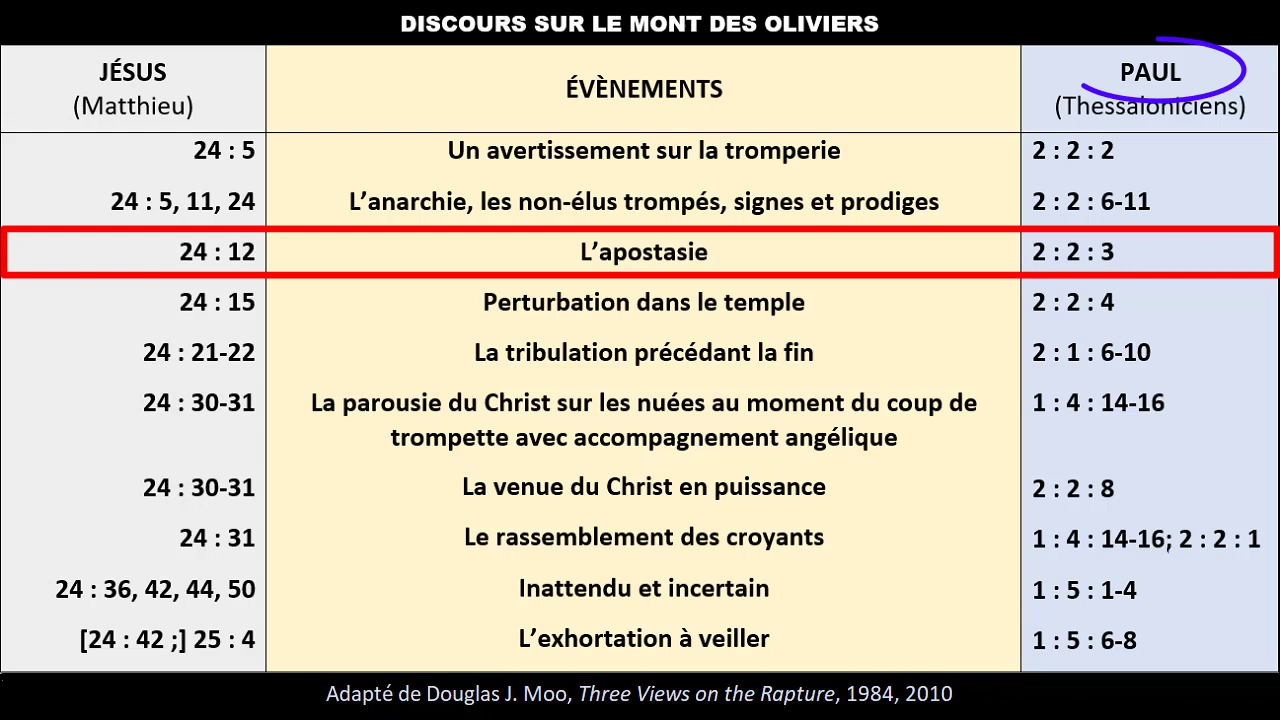 DISCOURS SUR LE MONT DES OLIVIERS
JÉSUS
(Matthieu)
ÉVÈNEMENTS
PAUL
(Thessaloniciens)
24 : 5 Un avertissement sur la tromperie 2 : 2 : 2
24 : 5, 11, 24 L’anarchie, les non-élus trompés, signes et prodiges 2 : 2 : 6-11
24 : 12 L’apostasie 2 : 2 : 3
24 : 15 Perturbation dans le temple 2 : 2 : 4
24 : 21-22 La tribulation précédant la fin 2 : 1 : 6-10
24 : 30-31 La parousie du Christ sur les nuées au moment du coup de 1 : 4 : 14-16
trompette avec accompagnement angélique
24 : 30-31 La venue du Christ en puissance 2 : 2 : 8
24 : 31 Le rassemblement des croyants 1 : 4 : 14-16; 2 : 2 : 1
24 : 36, 42, 44, 50 Inattendu et incertain 1 : 5 : 1-4
[24 : 42 ;] 25 : 4 L’exhortation à veiller 1 : 5 : 6-8
Adapté de Douglas J. Moo, Three Views on the Rapture, 1984, 2010